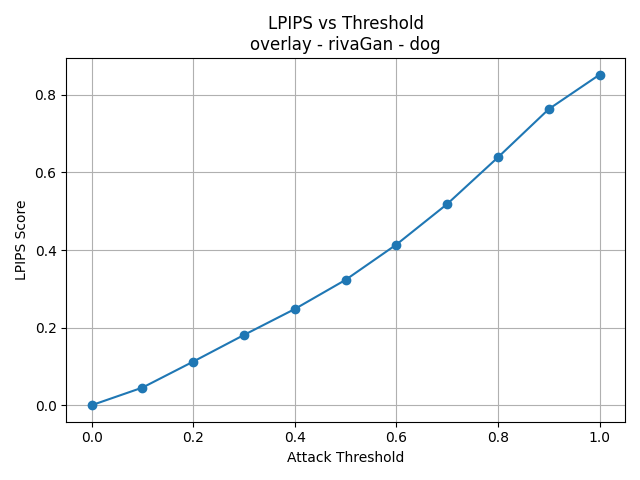 LPIPS vs Threshold
overlay - rivaGan - dog
LPIPS Score
0.8
0.6
0.4
0.2
0.0
0.0 0.2 0.4 0.6 0.8 1.0
Attack Threshold